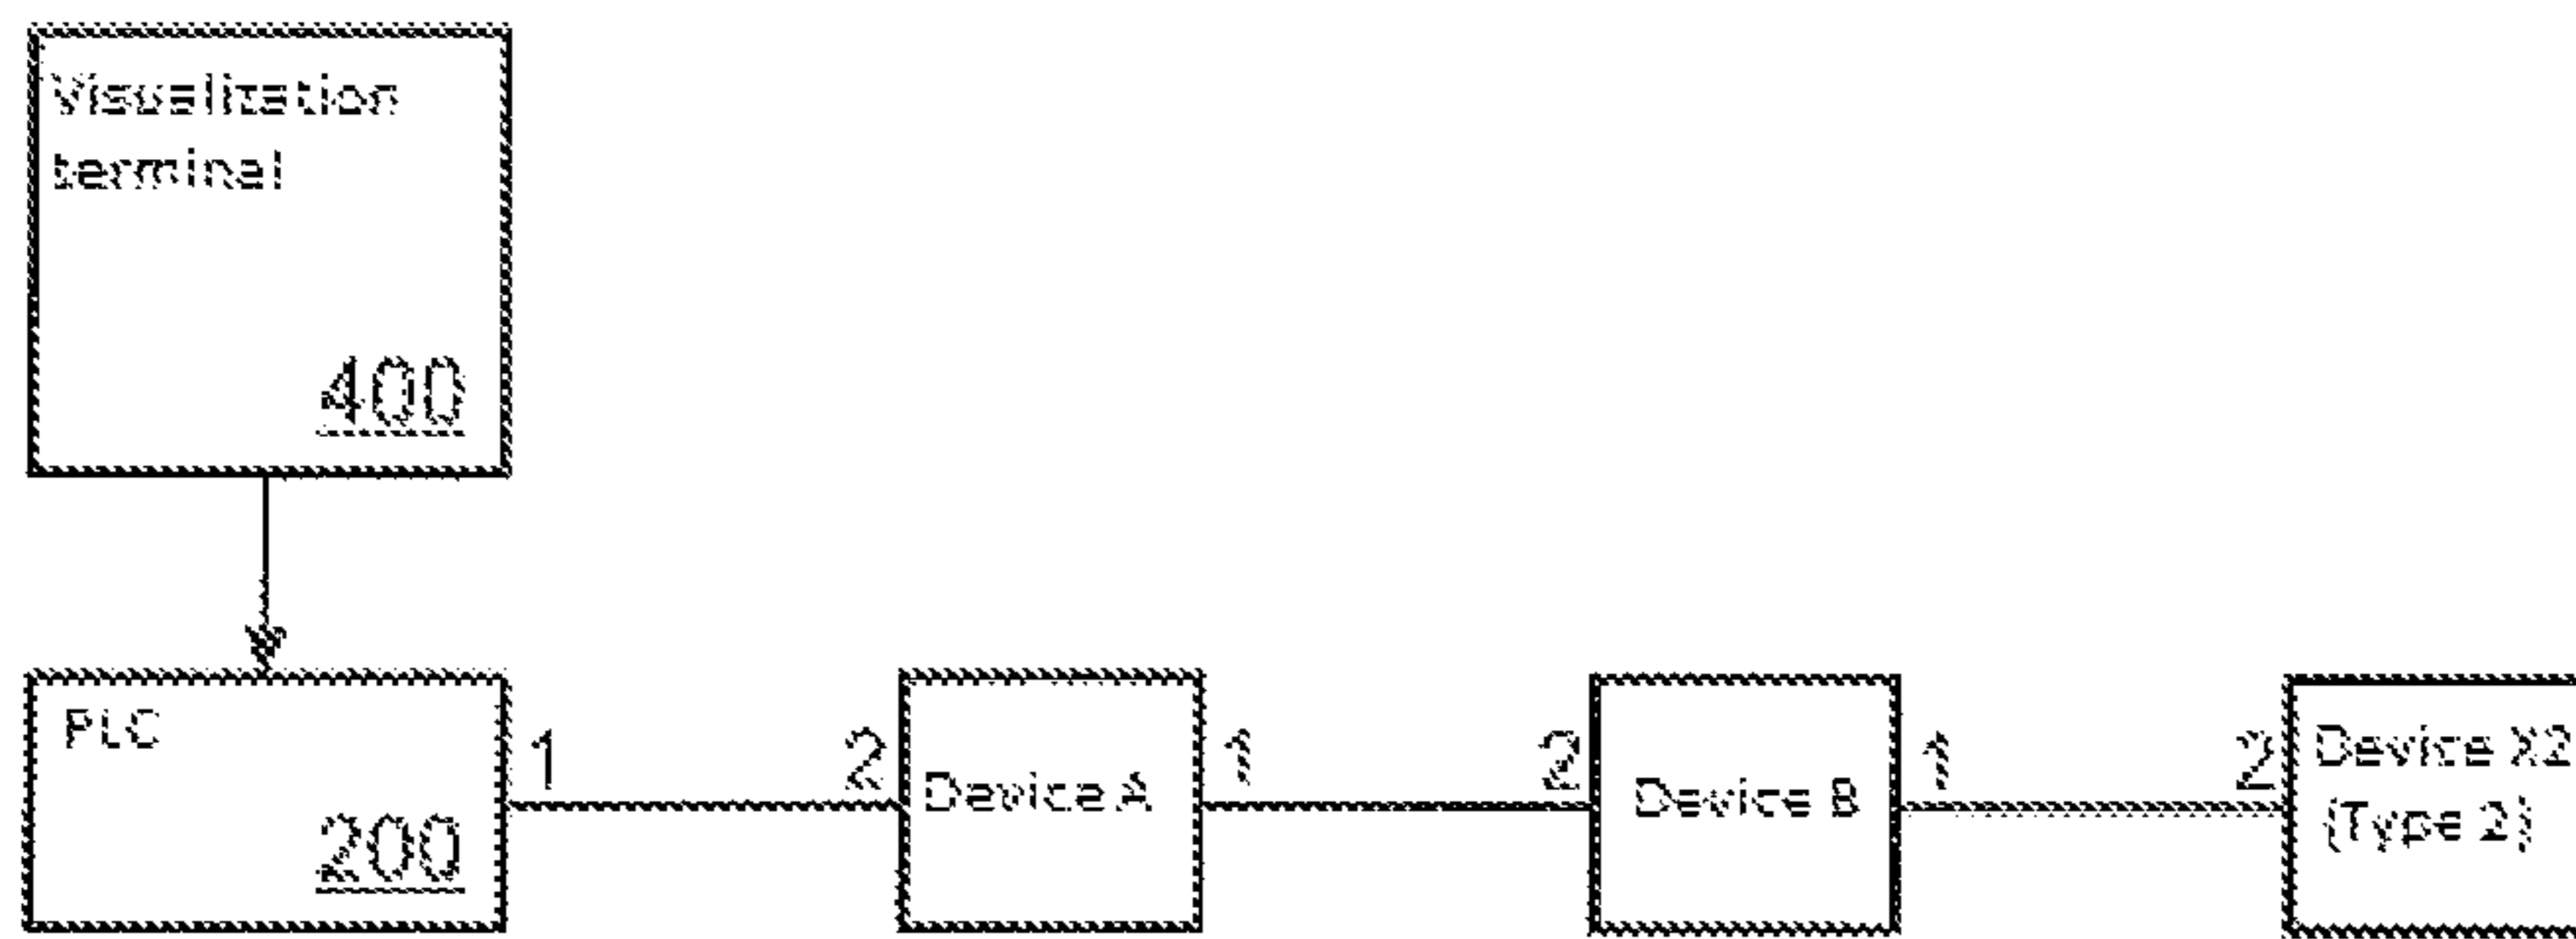 Visualization
terminal
400
PLC
200
1
2
Device A
1
2
Device B
1
2
Device X2
(Type 2)